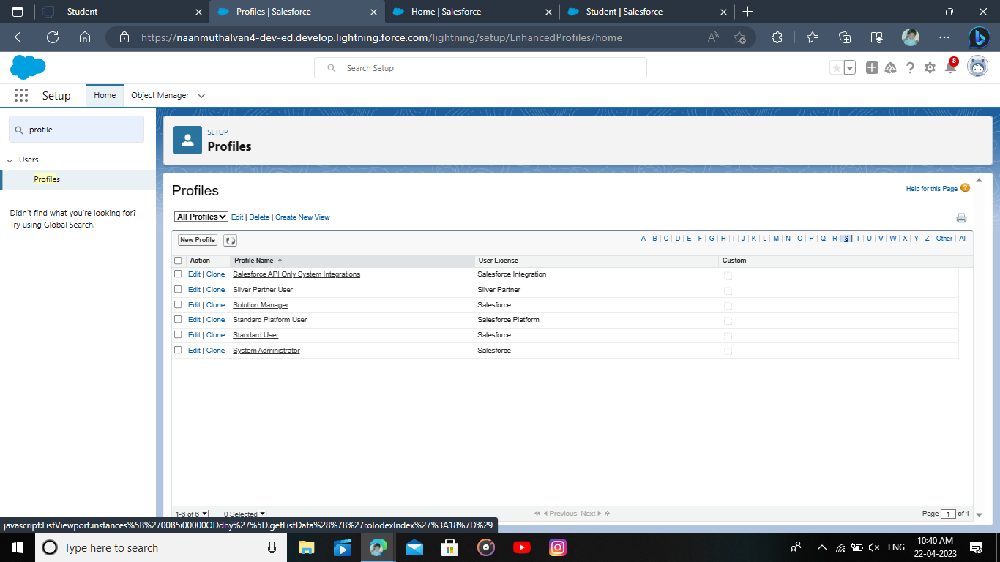 - Student
Profiles | Salesforce
Home | Salesforce
Student | Salesforce
https://naanmuthalvan4-dev-ed.develop.lightning.force.com/lightning/setup/EnhancedProfiles/home
Search Setup
8
Setup
Home
Object Manager
profile
Users
Profiles
Didn't find what you're looking for?
Try using Global Search.
SETUP
Profiles
Profiles
Help for this Page ?
All Profiles Edit | Delete | Create New View
New Profile
A | B | C | D | E | F | G | H | I | J | K | L | M | N | O | P | Q | R | S | T | U | V | W | X | Y | Z | Other | All
Action Profile Name ↑ User License Custom
Edit | Clone Salesforce API Only System Integrations Salesforce Integration
Edit | Clone Silver Partner User Silver Partner
Edit | Clone Solution Manager Salesforce
Edit | Clone Standard Platform User Salesforce Platform
Edit | Clone Standard User Salesforce
Edit | Clone System Administrator Salesforce
1-6 of 6 0 Selected Previous Next Page 1 of 1
javascript:ListViewport.instances%5B%2700B5i00000ODdny%27%5D.getListData%28%7B%27rolodexIndex%27%3A18%7D%29
Type here to search
ENG
10:40 AM
22-04-2023